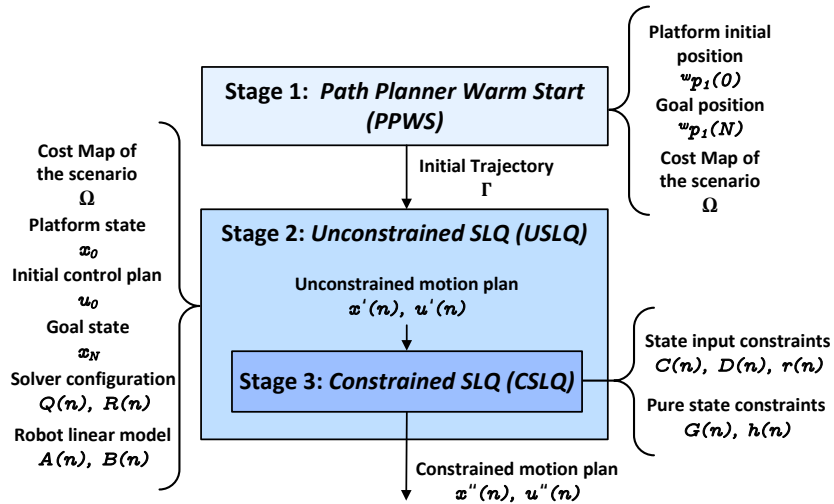 Stage 1: Path Planner Warm Start
(PPWS)
Platform initial
position
ʷp₁(0)
Goal position
ʷp₁(N)
Cost Map of
the scenario
Ω
Initial Trajectory
Γ
Cost Map of
the scenario
Ω
Platform state
x₀
Initial control plan
u₀
Goal state
x_N
Solver configuration
Q(n), R(n)
Robot linear model
A(n), B(n)
Stage 2: Unconstrained SLQ (USLQ)
Unconstrained motion plan
x'(n), u'(n)
Stage 3: Constrained SLQ (CSLQ)
State input constraints
C(n), D(n), r(n)
Pure state constraints
G(n), h(n)
Constrained motion plan
x''(n), u''(n)